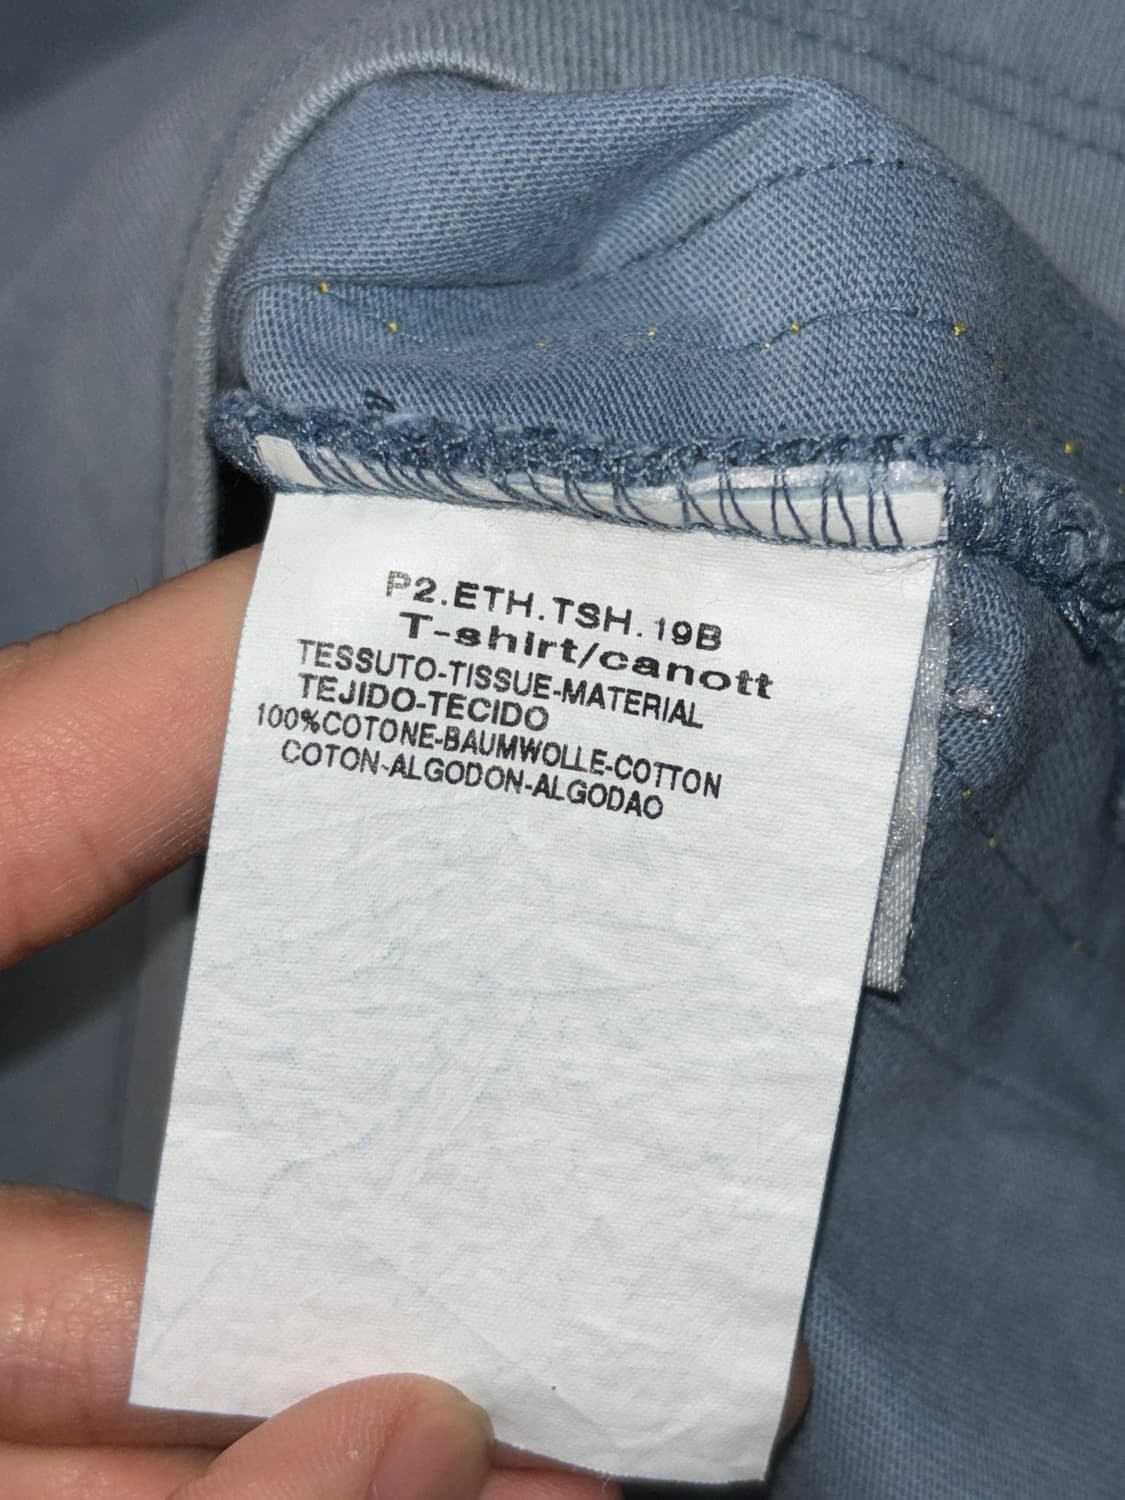 P2.ETH.TSH.19B
T-shirt/canott
TESSUTO-TISSUE-MATERIAL
TEJIDO-TECIDO
100%COTONE-BAUMWOLLE-COTTON
COTON-ALGODON-ALGODAO